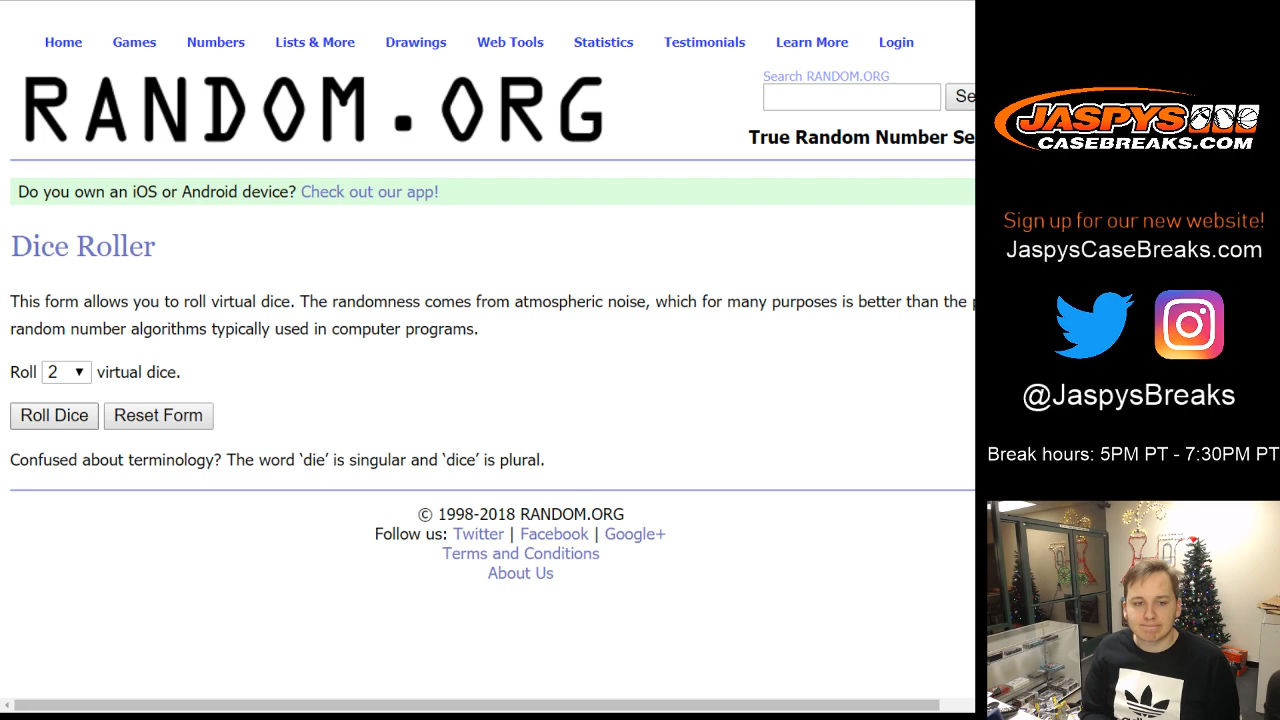 Home Games Numbers Lists & More Drawings Web Tools Statistics Testimonials Learn More Login
RANDOM.ORG
Search RANDOM.ORG
True Random Number Se
Do you own an iOS or Android device? Check out our app!
Dice Roller
This form allows you to roll virtual dice. The randomness comes from atmospheric noise, which for many purposes is better than the
random number algorithms typically used in computer programs.
Roll 2 virtual dice.
Roll Dice Reset Form
Confused about terminology? The word ‘die’ is singular and ‘dice’ is plural.
© 1998-2018 RANDOM.ORG
Follow us: Twitter | Facebook | Google+
Terms and Conditions
About Us
JASPYS
CASEBREAKS.COM
Sign up for our new website!
JaspysCaseBreaks.com
@JaspysBreaks
Break hours: 5PM PT - 7:30PM PT